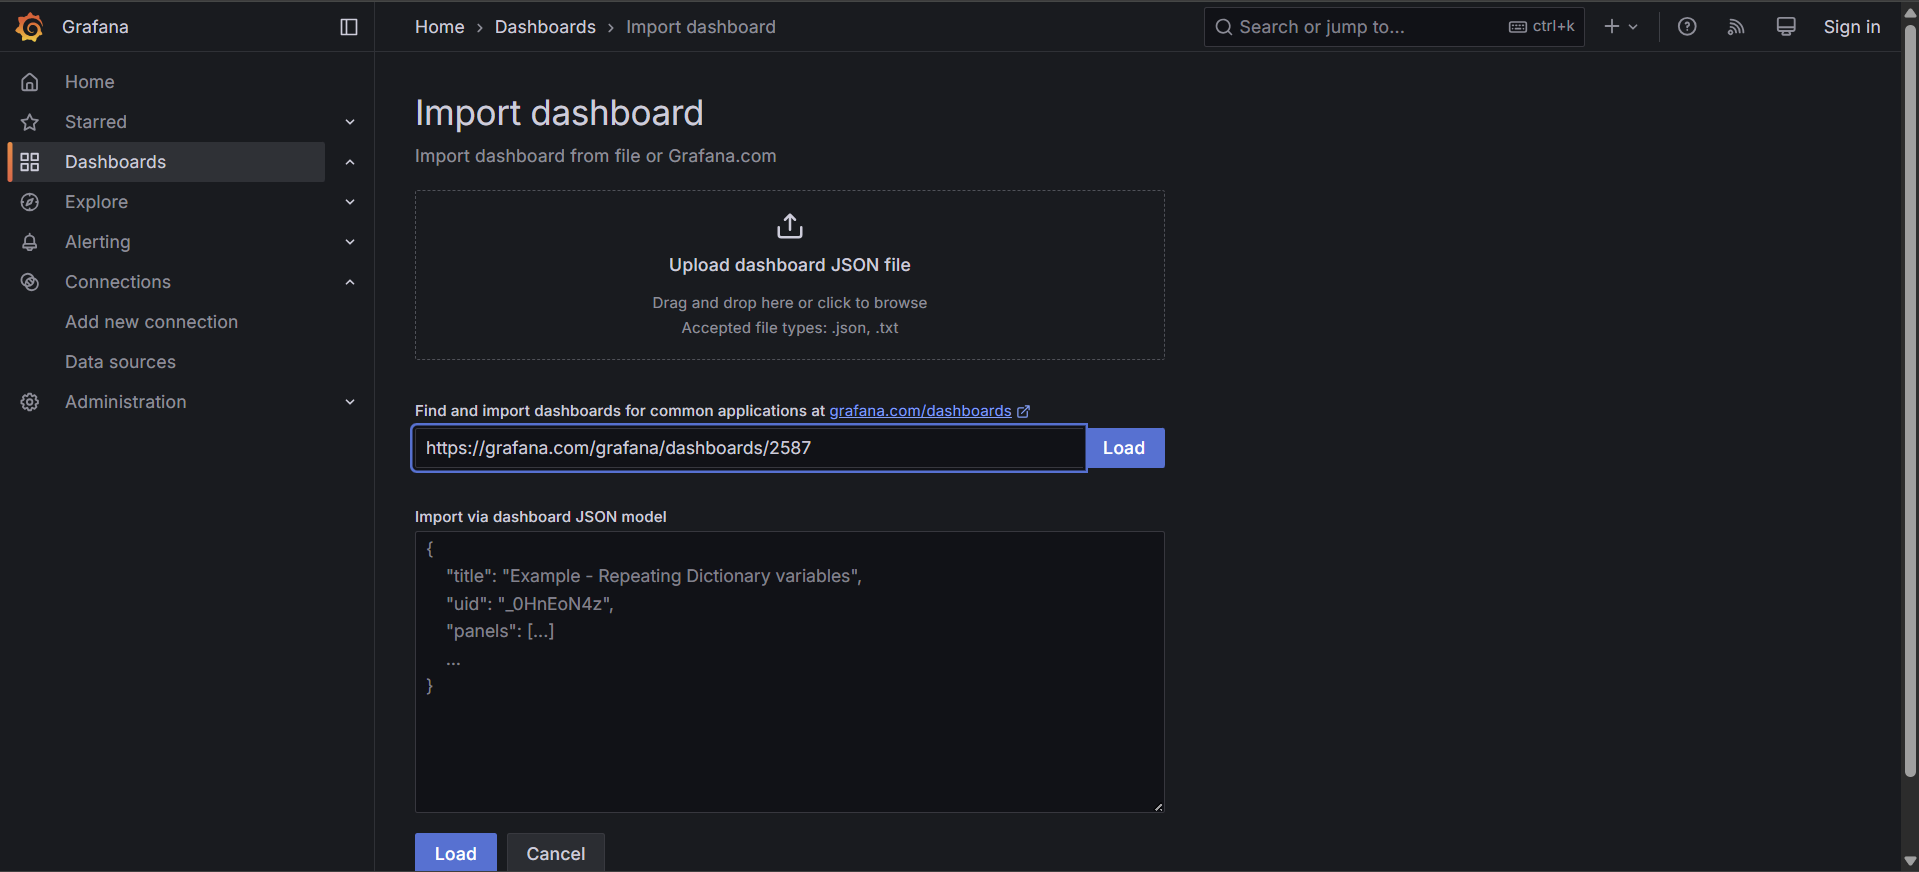 Grafana
Home › Dashboards › Import dashboard
Search or jump to...
ctrl+k
Sign in
Home
Starred
Dashboards
Explore
Alerting
Connections
Add new connection
Data sources
Administration
Import dashboard
Import dashboard from file or Grafana.com
Upload dashboard JSON file
Drag and drop here or click to browse
Accepted file types: .json, .txt
Find and import dashboards for common applications at grafana.com/dashboards
https://grafana.com/grafana/dashboards/2587
Load
Import via dashboard JSON model
{
"title": "Example - Repeating Dictionary variables",
"uid": "_0HnEoN4z",
"panels": [...]
...
}
Load
Cancel